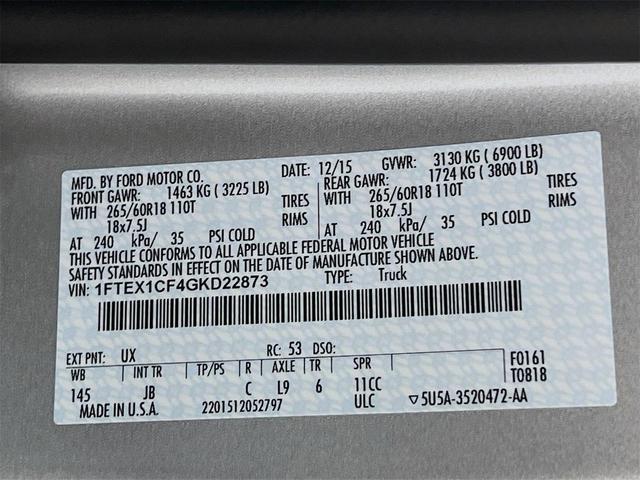 MFD. BY FORD MOTOR CO. DATE: 12/15 GVWR: 3130 KG ( 6900 LB)
FRONT GAWR: 1463 KG ( 3225 LB) REAR GAWR: 1724 KG ( 3800 LB)
WITH 265/60R18 110T TIRES WITH 265/60R18 110T TIRES
18x7.5J RIMS 18x7.5J RIMS
AT 240 kPa/ 35 PSI COLD AT 240 kPa/ 35 PSI COLD
THIS VEHICLE CONFORMS TO ALL APPLICABLE FEDERAL MOTOR VEHICLE
SAFETY STANDARDS IN EFFECT ON THE DATE OF MANUFACTURE SHOWN ABOVE.
VIN: 1FTEX1CF4GKD22873 TYPE: Truck
EXT PNT: UX RC: 53 DSO:
WB INT TR TP/PS R AXLE TR SPR F0161
145 JB C L9 6 11CC T0818
MADE IN U.S.A. 2201512052797 ULC ▽5U5A-3520472-AA